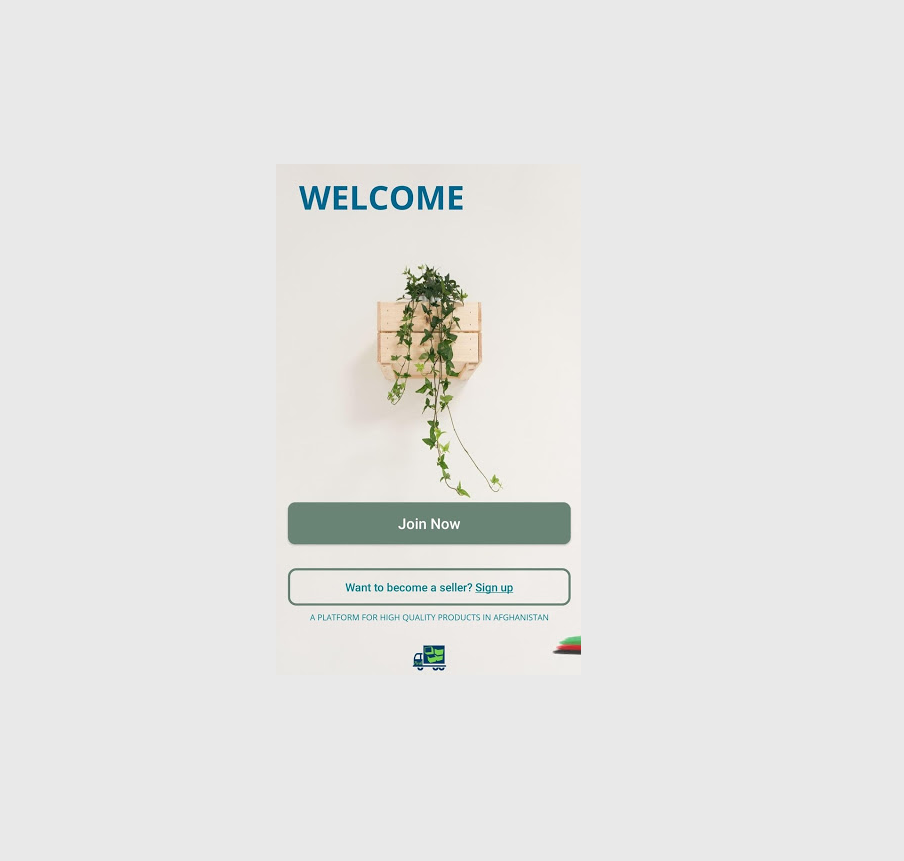 WELCOME
Join Now
Want to become a seller? Sign up
A PLATFORM FOR HIGH QUALITY PRODUCTS IN AFGHANISTAN